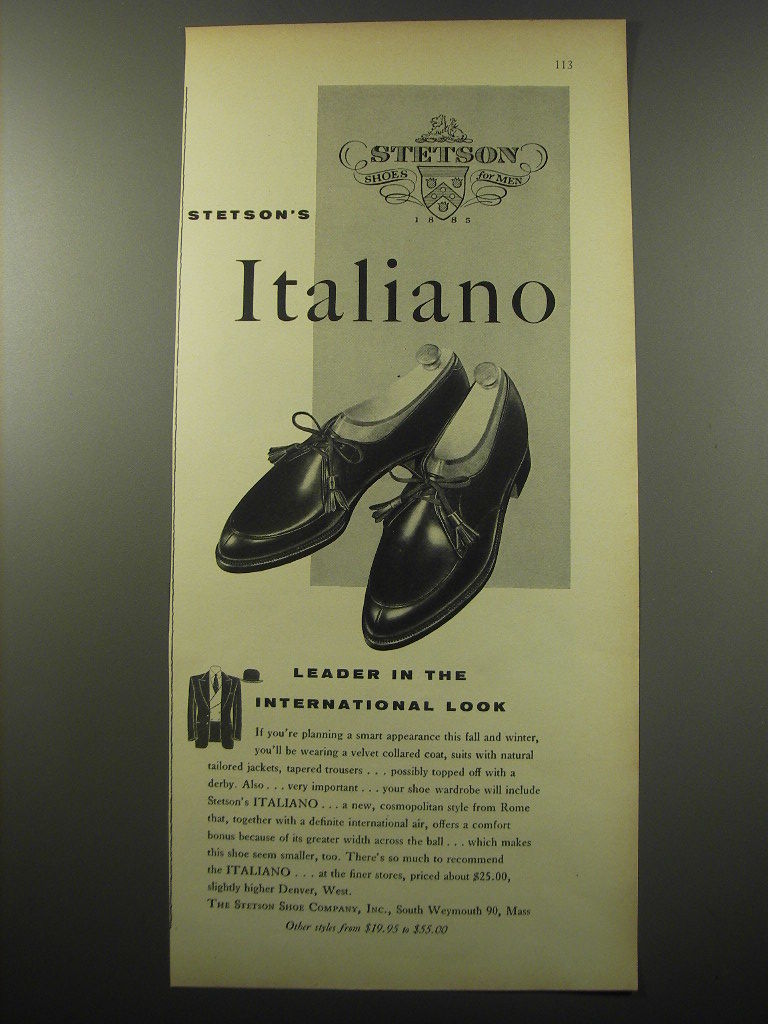 113
STETSON
SHOES for MEN
1885
STETSON'S
Italiano
LEADER IN THE
INTERNATIONAL LOOK
If you're planning a smart appearance this fall and winter,
you'll be wearing a velvet collared coat, suits with natural
tailored jackets, tapered trousers . . . possibly topped off with a
derby. Also . . . very important . . . your shoe wardrobe will include
Stetson's ITALIANO . . . a new, cosmopolitan style from Rome
that, together with a definite international air, offers a comfort
bonus because of its greater width across the ball . . . which makes
this shoe seem smaller, too. There's so much to recommend
the ITALIANO . . . at the finer stores, priced about $25.00,
slightly higher Denver, West.
THE STETSON SHOE COMPANY, INC., South Weymouth 90, Mass
Other styles from $19.95 to $55.00